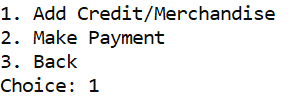 1. Add Credit/Merchandise
2. Make Payment
3. Back
Choice: 1